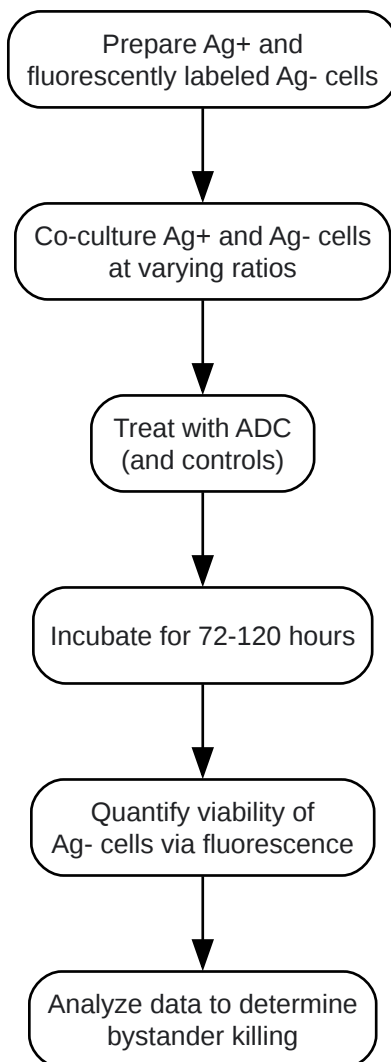 Prepare Ag+ and
fluorescently labeled Ag- cells
Co-culture Ag+ and Ag- cells
at varying ratios
Treat with ADC
(and controls)
Incubate for 72-120 hours
Quantify viability of
Ag- cells via fluorescence
Analyze data to determine
bystander killing